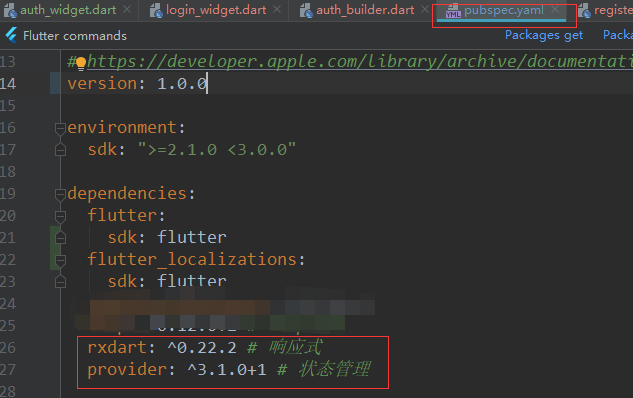 auth_widget.dart × login_widget.dart × auth_builder.dart × pubspec.yaml × registe
Flutter commands Packages get Packa
13 # https://developer.apple.com/library/archive/documentati
14 version: 1.0.0
15
16 environment:
17 sdk: ">=2.1.0 <3.0.0"
18
19 dependencies:
20 flutter:
21 sdk: flutter
22 flutter_localizations:
23 sdk: flutter
24
25
26 rxdart: ^0.22.2 # 响应式
27 provider: ^3.1.0+1 # 状态管理
28